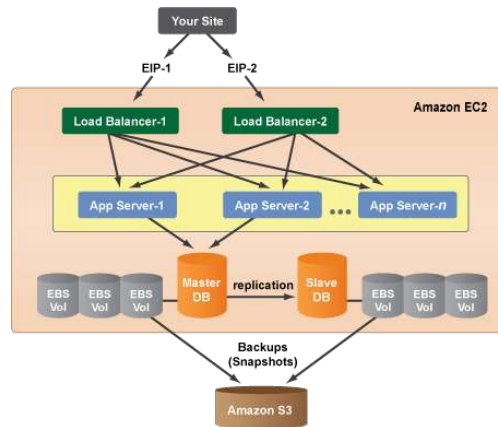 Your Site
EIP-1
EIP-2
Amazon EC2
Load Balancer-1
Load Balancer-2
App Server-1
App Server-2
App Server-n
Master
DB
replication
Slave
DB
EBS
Vol
EBS
Vol
EBS
Vol
EBS
Vol
EBS
Vol
EBS
Vol
Backups
(Snapshots)
Amazon S3